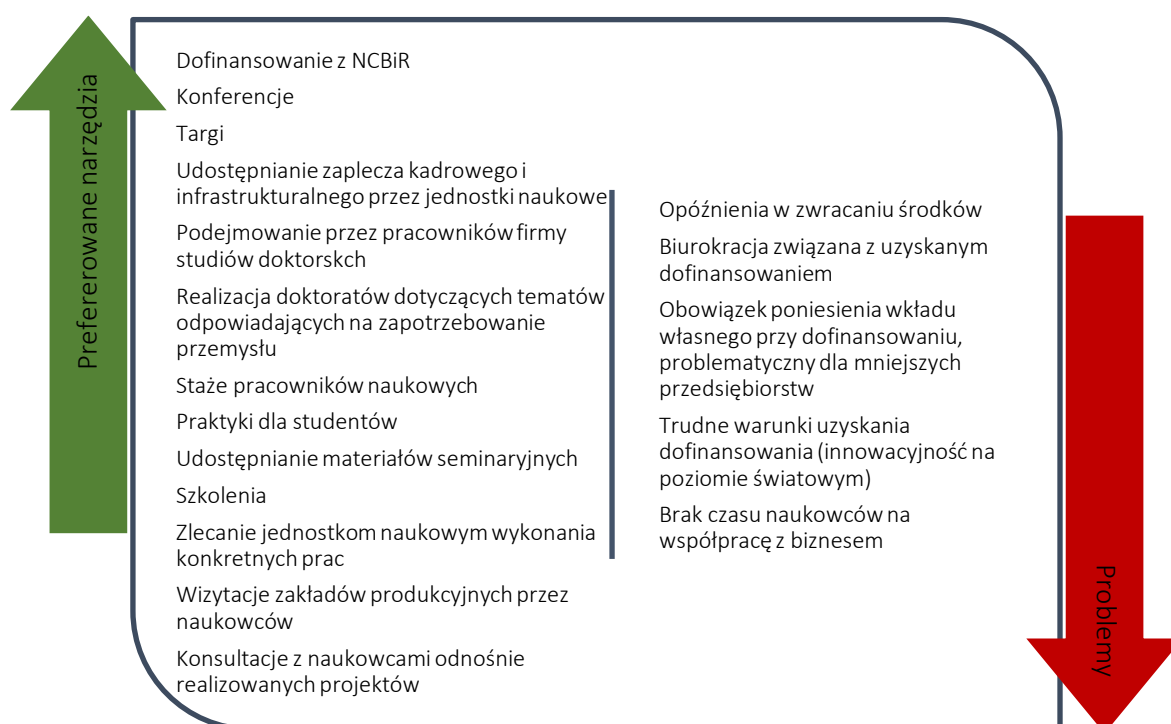 Prefererowane narzędzia
Dofinansowanie z NCBiR
Konferencje
Targi
Udostępnianie zaplecza kadrowego i
infrastrukturalnego przez jednostki naukowe
Podejmowanie przez pracowników firmy
studiów doktorskch
Realizacja doktoratów dotyczących tematów
odpowiadających na zapotrzebowanie
przemysłu
Staże pracowników naukowych
Praktyki dla studentów
Udostępnianie materiałów seminaryjnych
Szkolenia
Zlecanie jednostkom naukowym wykonania
konkretnych prac
Wizytacje zakładów produkcyjnych przez
naukowców
Konsultacje z naukowcami odnośnie
realizowanych projektów
Opóźnienia w zwracaniu środków
Biurokracja związana z uzyskanym
dofinansowaniem
Obowiązek poniesienia wkładu
własnego przy dofinansowaniu,
problematyczny dla mniejszych
przedsiębiorstw
Trudne warunki uzyskania
dofinansowania (innowacyjność na
poziomie światowym)
Brak czasu naukowców na
współpracę z biznesem
Problemy